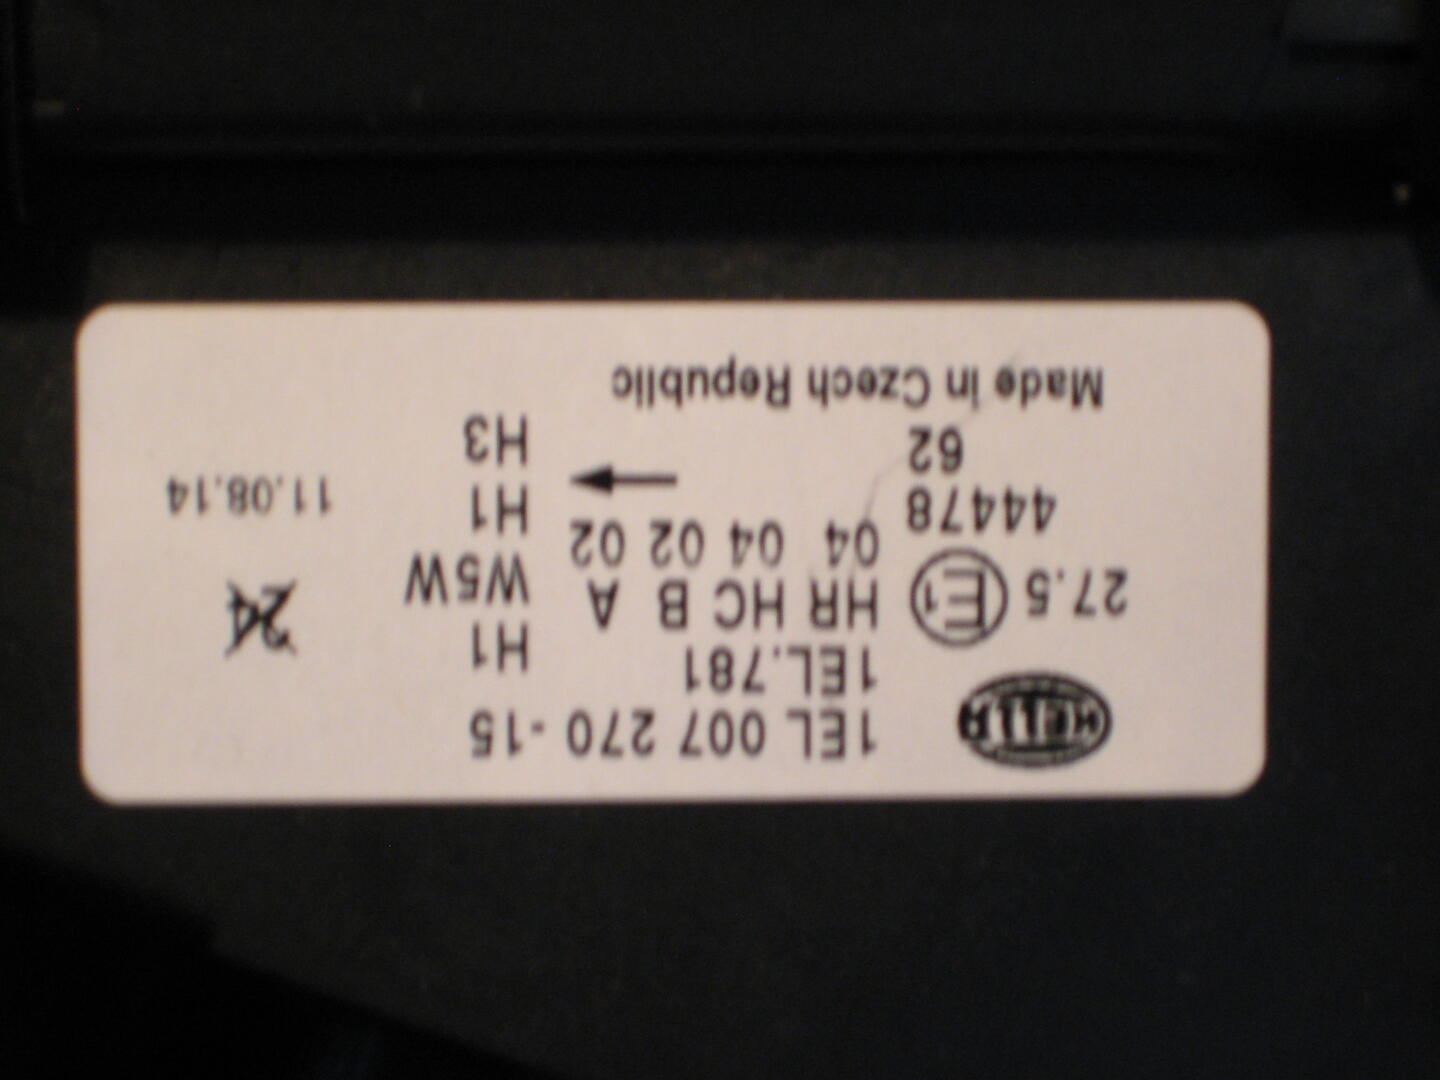 HELLA
1EL 007 270 -15
1EL.781
27.5 E1 HR HC B A
44478 04 04 02 02
62
H1
W5W
H1
H3
24
11.08.14
Made in Czech Republic